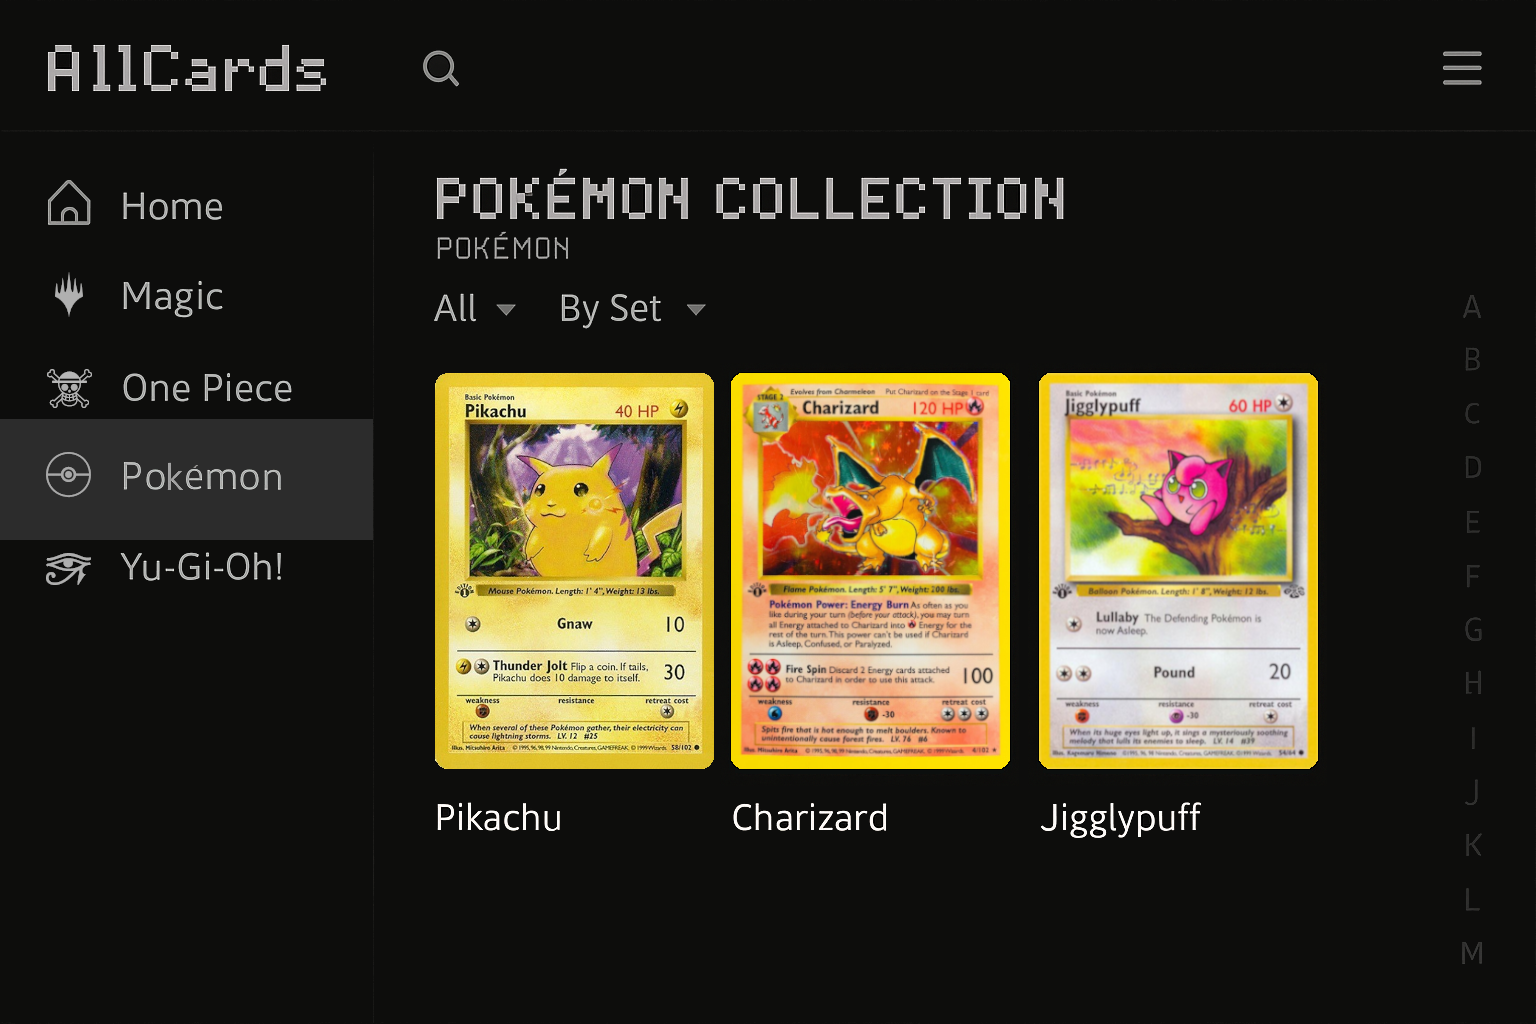 AllCards
Home
Magic
One Piece
Pokémon
Yu-Gi-Oh!
POKÉMON COLLECTION
POKÉMON
All
By Set
Basic Pokémon
Pikachu 40 HP
Mouse Pokémon. Length: 1' 4", Weight: 13 lbs.
Gnaw 10
Thunder Jolt Flip a coin. If tails,
Pikachu does 10 damage to itself.
30
weakness resistance retreat cost
When several of these Pokémon gather, their electricity can
cause lightning storms. LV. 12 #25
Illus. Mitsuhiro Arita © 1995, 96, 98, 99 Nintendo, Creatures, GAMEFREAK. © 1999 Wizards. 58/102
Pikachu
STAGE 2
Evolves from Charmeleon Put Charizard on the Stage 1 card
Charizard 120 HP
Flame Pokémon. Length: 5' 7", Weight: 200 lbs.
Pokémon Power: Energy Burn As often as you
like during your turn (before your attack), you may turn
all Energy attached to Charizard into Energy for the
rest of the turn. This power can't be used if Charizard
is Asleep, Confused, or Paralyzed.
Fire Spin Discard 2 Energy cards attached
to Charizard in order to use this attack.
100
weakness resistance retreat cost
-30
Spits fire that is hot enough to melt boulders. Known to
unintentionally cause forest fires. LV. 76 #6
Illus. Mitsuhiro Arita © 1995, 96, 98, 99 Nintendo, Creatures, GAMEFREAK. © 1999 Wizards. 4/102
Charizard
Basic Pokémon
Jigglypuff 60 HP
Balloon Pokémon. Length: 1' 8", Weight: 12 lbs.
Lullaby The Defending Pokémon is
now Asleep.
Pound 20
weakness resistance retreat cost
-30
When its huge eyes light up, it sings a mysteriously soothing
melody that lulls its enemies to sleep. LV. 14 #39
54/64
Jigglypuff
A
B
C
D
E
F
G
H
I
J
K
L
M